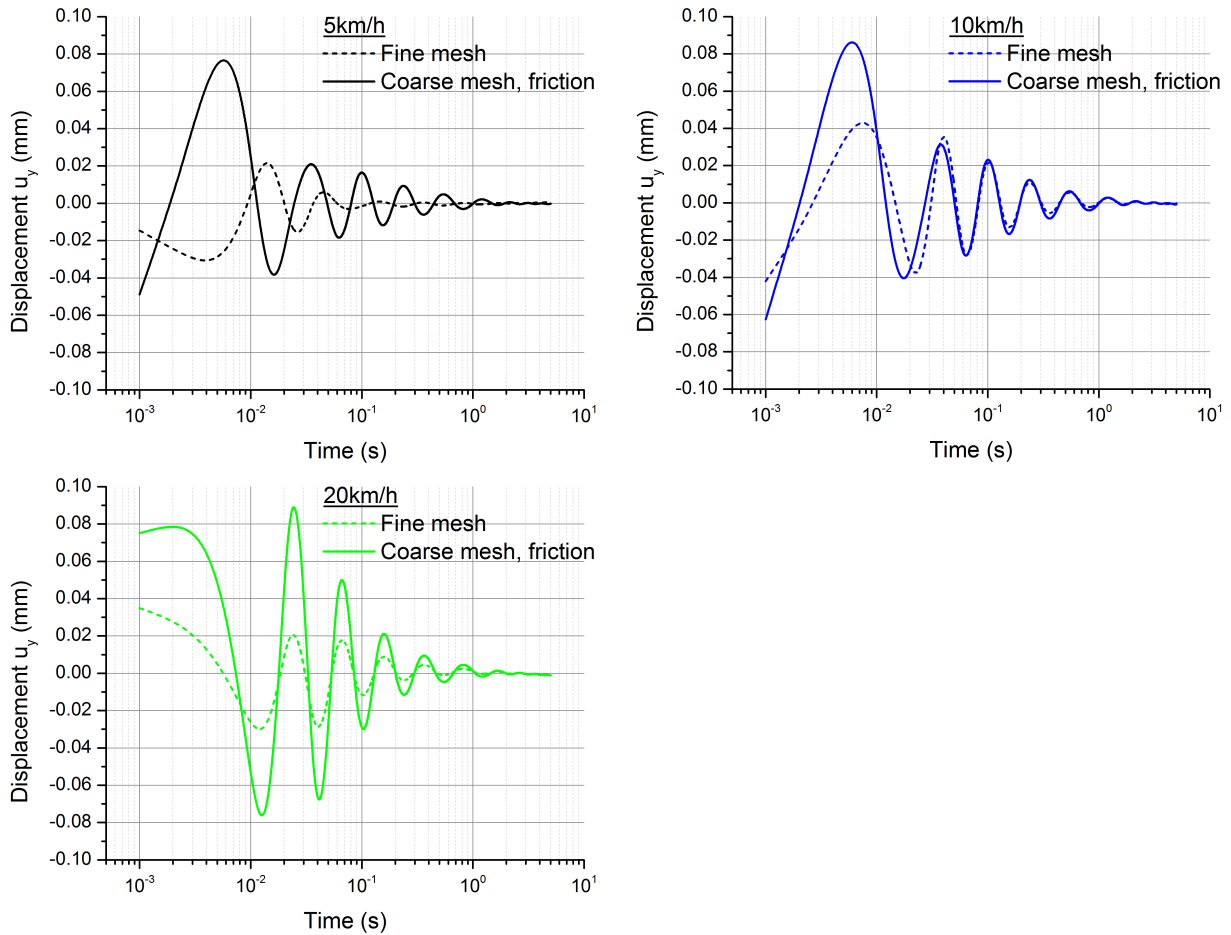 5km/h
Fine mesh
Coarse mesh, friction
0.10
0.08
0.06
0.04
0.02
0.00
-0.02
-0.04
-0.06
-0.08
-0.10
Displacement u_y (mm)
10^-3 10^-2 10^-1 10^0 10^1
Time (s)
10km/h
Fine mesh
Coarse mesh, friction
0.10
0.08
0.06
0.04
0.02
0.00
-0.02
-0.04
-0.06
-0.08
-0.10
Displacement u_y (mm)
10^-3 10^-2 10^-1 10^0 10^1
Time (s)
20km/h
Fine mesh
Coarse mesh, friction
0.10
0.08
0.06
0.04
0.02
0.00
-0.02
-0.04
-0.06
-0.08
-0.10
Displacement u_y (mm)
10^-3 10^-2 10^-1 10^0 10^1
Time (s)